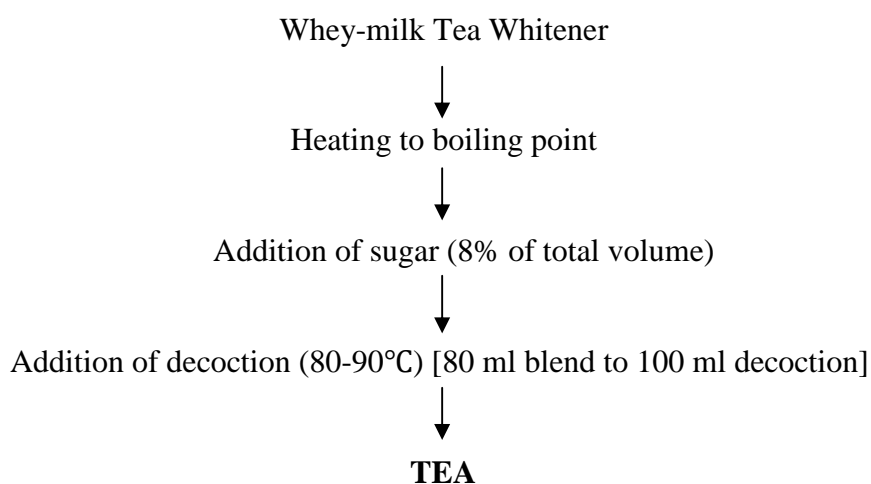 Whey-milk Tea Whitener
Heating to boiling point
Addition of sugar (8% of total volume)
Addition of decoction (80-90℃) [80 ml blend to 100 ml decoction]
TEA